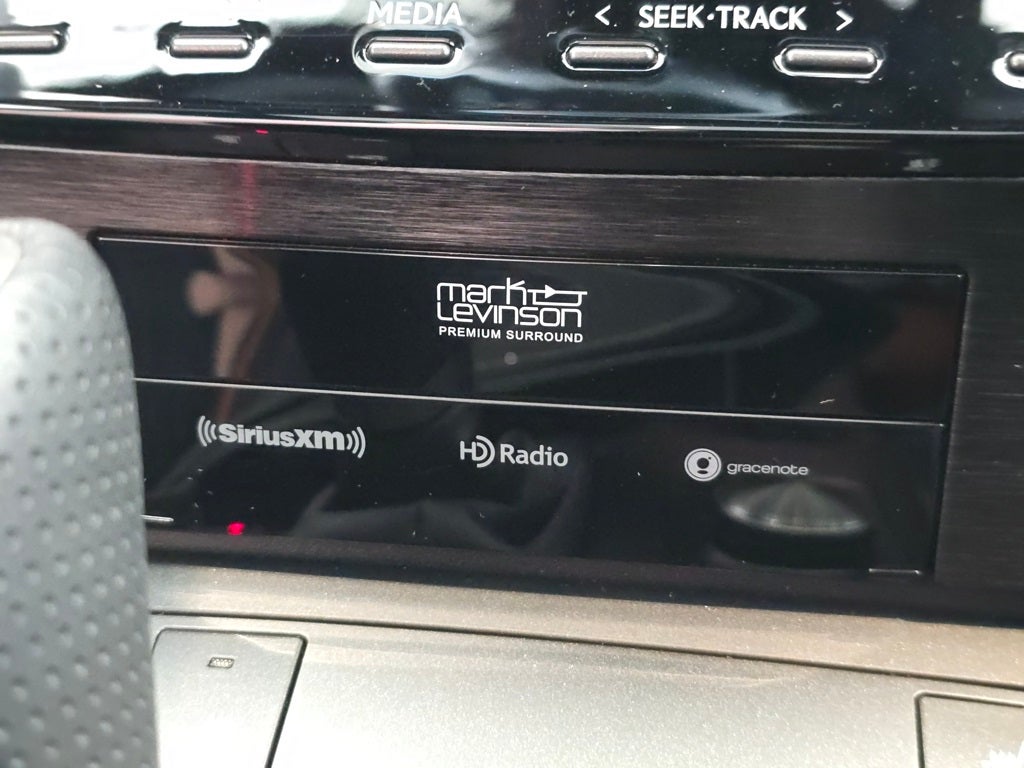 MEDIA
< SEEK·TRACK >
mark
Levinson
PREMIUM SURROUND
SiriusXM
HD Radio
gracenote